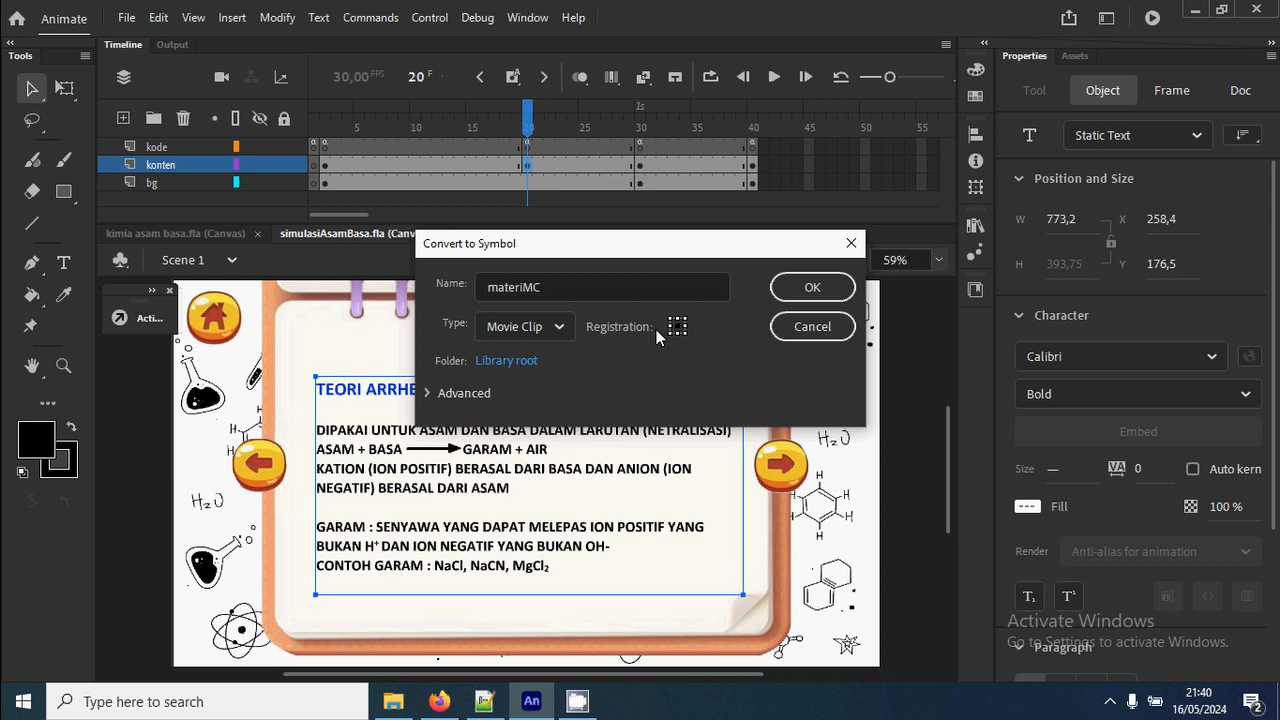 Animate
File Edit View Insert Modify Text Commands Control Debug Window Help
Tools
Timeline Output
Properties Assets
30,00 FPS 20 F
Tool Object Frame Doc
1s
5 10 15 20 25 30 35 40 45 50 55
kode
konten
bg
Static Text
Position and Size
W 773,2 X 258,4
H 393,75 Y 176,5
kimia asam basa.fla (Canvas) simulasiAsamBasa.fla (Canvas)
Scene 1
59%
Acti...
Convert to Symbol
Name: materiMC OK
Type: Movie Clip Registration: Cancel
Folder: Library root
Advanced
Character
Calibri
Bold
Embed
Size — VA 0 Auto kern
Fill 100 %
Render Anti-alias for animation
T₁ T¹
Paragraph
TEORI ARRHE
DIPAKAI UNTUK ASAM DAN BASA DALAM LARUTAN (NETRALISASI)
ASAM + BASA GARAM + AIR
KATION (ION POSITIF) BERASAL DARI BASA DAN ANION (ION
NEGATIF) BERASAL DARI ASAM
GARAM : SENYAWA YANG DAPAT MELEPAS ION POSITIF YANG
BUKAN H⁺ DAN ION NEGATIF YANG BUKAN OH-
CONTOH GARAM : NaCl, NaCN, MgCl₂
H₂O
H₂O
H
H H
H H
H
Activate Windows
Go to Settings to activate Windows.
Type here to search
An
21:40
16/05/2024
2